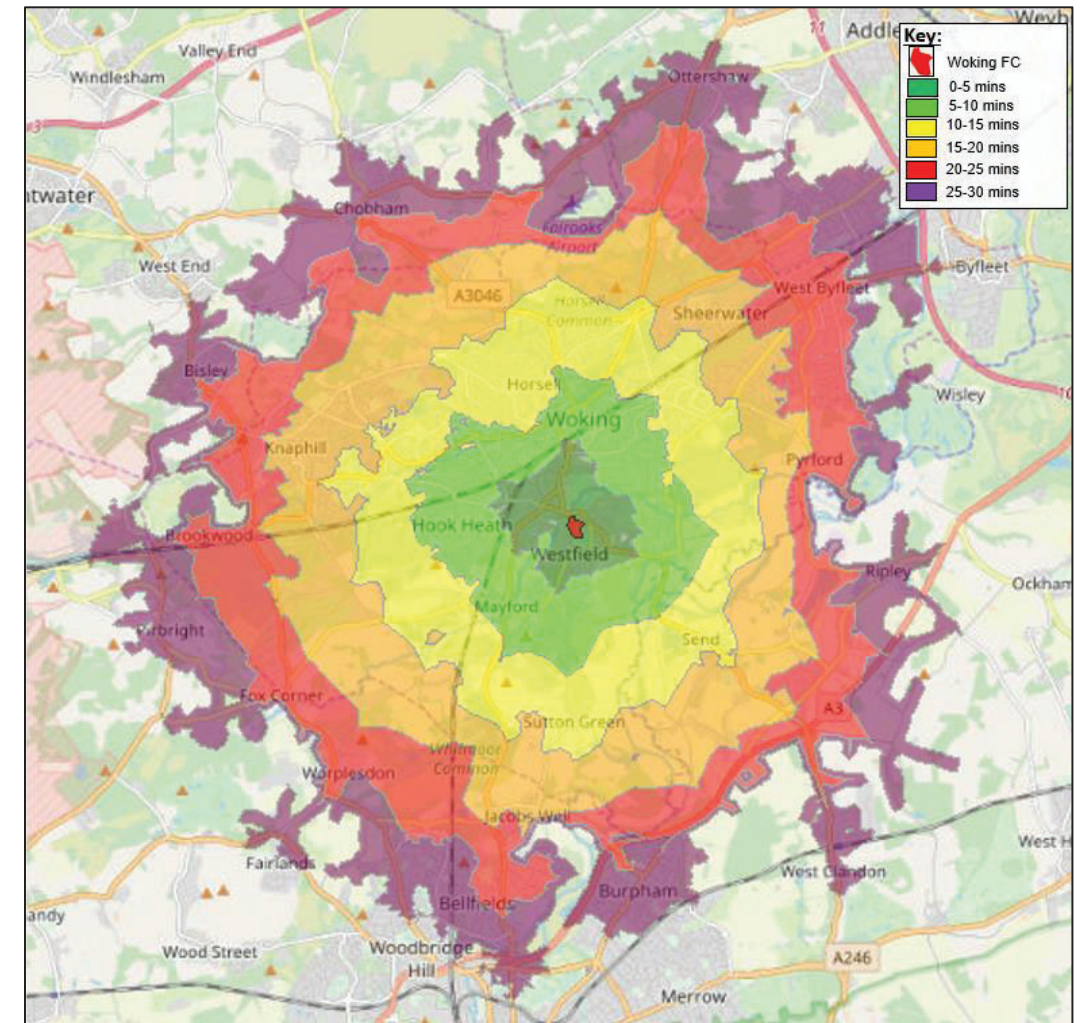 Weyb
11
Addle
Valley End
Windlesham
Ottershaw
Key:
Woking FC
0-5 mins
5-10 mins
10-15 mins
15-20 mins
20-25 mins
25-30 mins
3
ntwater
Chobham
Fairoaks
Airport
West End
Byfleet
West Byfleet
A3046
Horsell
Common
Sheerwater
Bisley
Horsell
Wisley
10
Woking
Knaphill
Pyrford
Hook Heath
Brookwood
Westfield
Ripley
Ockham
Mayford
Pirbright
Send
Fox Corner
A3
Sutton Green
Whitmoor
Common
Worplesdon
Jacobs Well
West H
Fairlands
West Clandon
Burpham
Bellfields
andy
Wood Street
Woodbridge
Hill
A246
Merrow